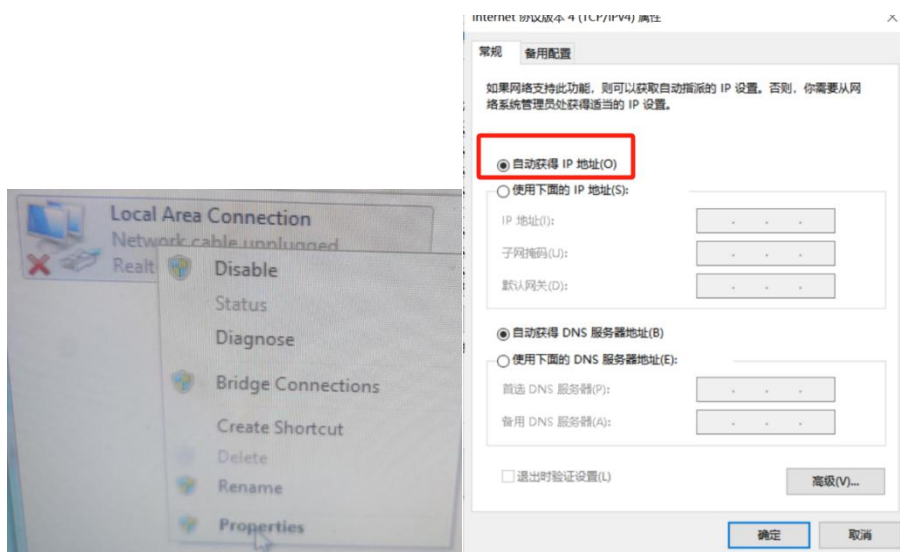 Local Area Connection
Network cable unplugged
Realt
Disable
Status
Diagnose
Bridge Connections
Create Shortcut
Delete
Rename
Properties
Internet 协议版本 4 (TCP/IPv4) 属性
常规
备用配置
如果网络支持此功能，则可以获取自动指派的 IP 设置。否则，你需要从网
络系统管理员处获得适当的 IP 设置。
自动获得 IP 地址(O)
使用下面的 IP 地址(S):
IP 地址(I):
子网掩码(U):
默认网关(D):
自动获得 DNS 服务器地址(B)
使用下面的 DNS 服务器地址(E):
首选 DNS 服务器(P):
备用 DNS 服务器(A):
退出时验证设置(L)
高级(V)...
确定
取消